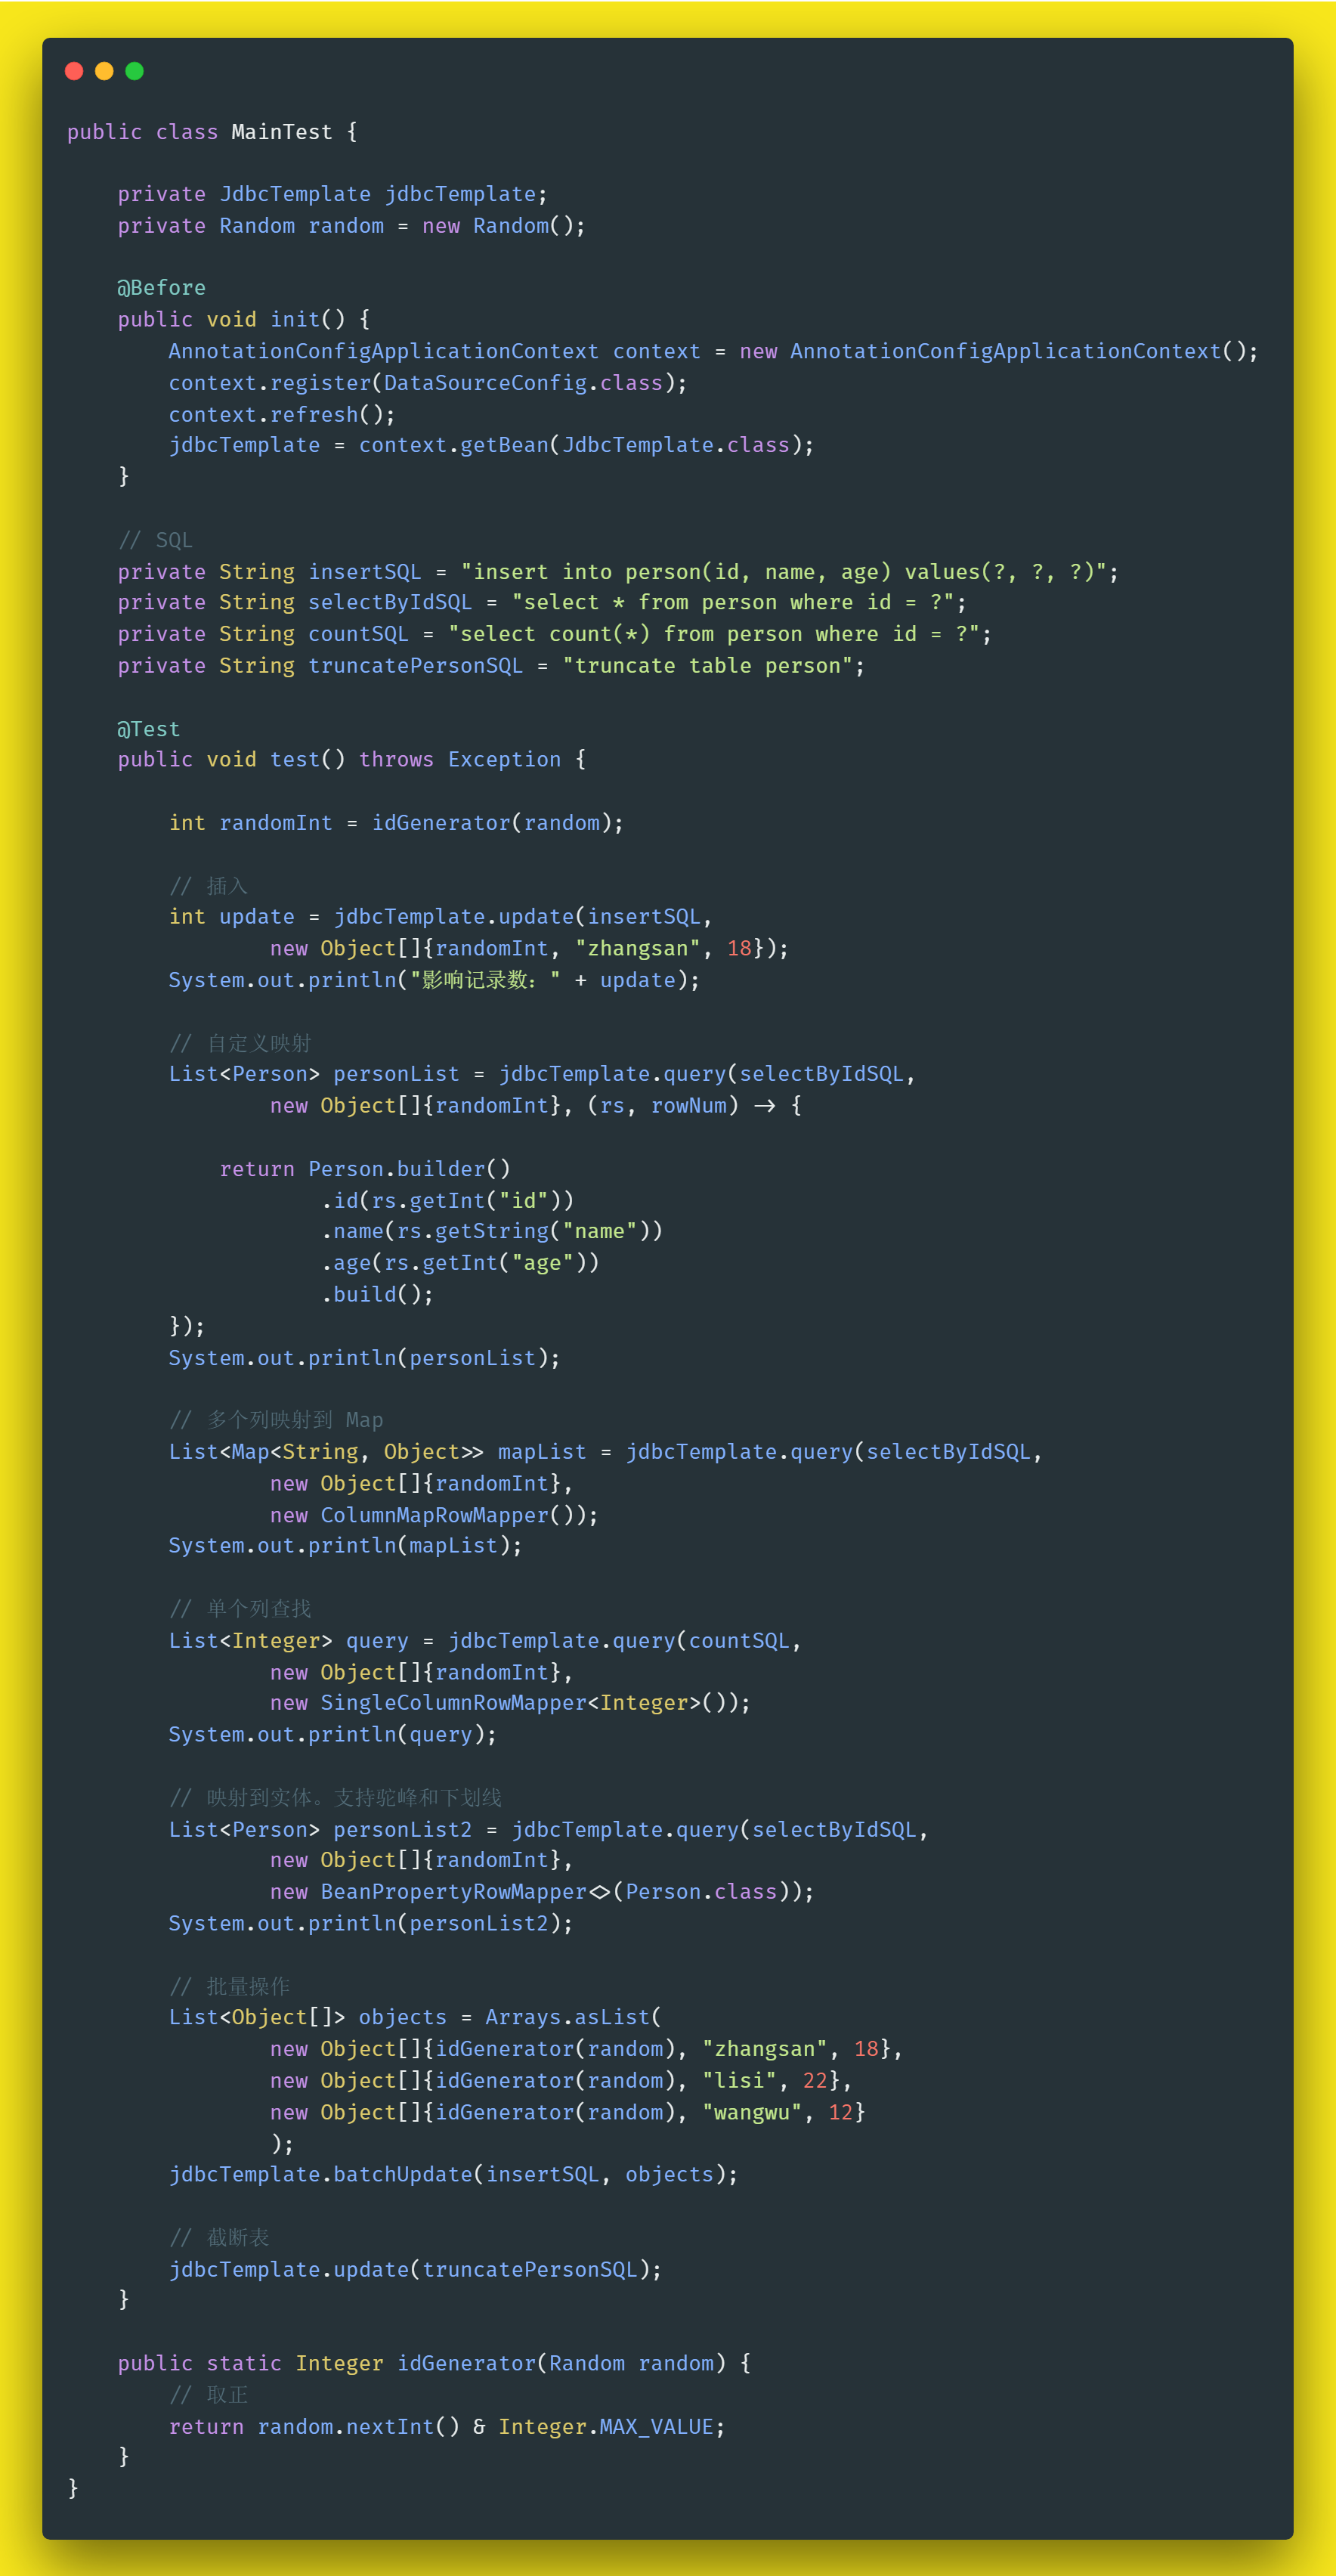 public class MainTest {
    private JdbcTemplate jdbcTemplate;
    private Random random = new Random();
    @Before
    public void init() {
        AnnotationConfigApplicationContext context = new AnnotationConfigApplicationContext();
        context.register(DataSourceConfig.class);
        context.refresh();
        jdbcTemplate = context.getBean(JdbcTemplate.class);
    }
    // SQL
    private String insertSQL = "insert into person(id, name, age) values(?, ?, ?)";
    private String selectByIdSQL = "select * from person where id = ?";
    private String countSQL = "select count(*) from person where id = ?";
    private String truncatePersonSQL = "truncate table person";
    @Test
    public void test() throws Exception {
        int randomInt = idGenerator(random);
        // 插入
        int update = jdbcTemplate.update(insertSQL,
                new Object[]{randomInt, "zhangsan", 18});
        System.out.println("影响记录数：" + update);
        // 自定义映射
        List<Person> personList = jdbcTemplate.query(selectByIdSQL,
                new Object[]{randomInt}, (rs, rowNum) -> {
            return Person.builder()
                    .id(rs.getInt("id"))
                    .name(rs.getString("name"))
                    .age(rs.getInt("age"))
                    .build();
        });
        System.out.println(personList);
        // 多个列映射到 Map
        List<Map<String, Object>> mapList = jdbcTemplate.query(selectByIdSQL,
                new Object[]{randomInt},
                new ColumnMapRowMapper());
        System.out.println(mapList);
        // 单个列查找
        List<Integer> query = jdbcTemplate.query(countSQL,
                new Object[]{randomInt},
                new SingleColumnRowMapper<Integer>());
        System.out.println(query);
        // 映射到实体。支持驼峰和下划线
        List<Person> personList2 = jdbcTemplate.query(selectByIdSQL,
                new Object[]{randomInt},
                new BeanPropertyRowMapper<>(Person.class));
        System.out.println(personList2);
        // 批量操作
        List<Object[]> objects = Arrays.asList(
                new Object[]{idGenerator(random), "zhangsan", 18},
                new Object[]{idGenerator(random), "lisi", 22},
                new Object[]{idGenerator(random), "wangwu", 12}
                );
        jdbcTemplate.batchUpdate(insertSQL, objects);
        // 截断表
        jdbcTemplate.update(truncatePersonSQL);
    }
    public static Integer idGenerator(Random random) {
        // 取正
        return random.nextInt() & Integer.MAX_VALUE;
    }
}